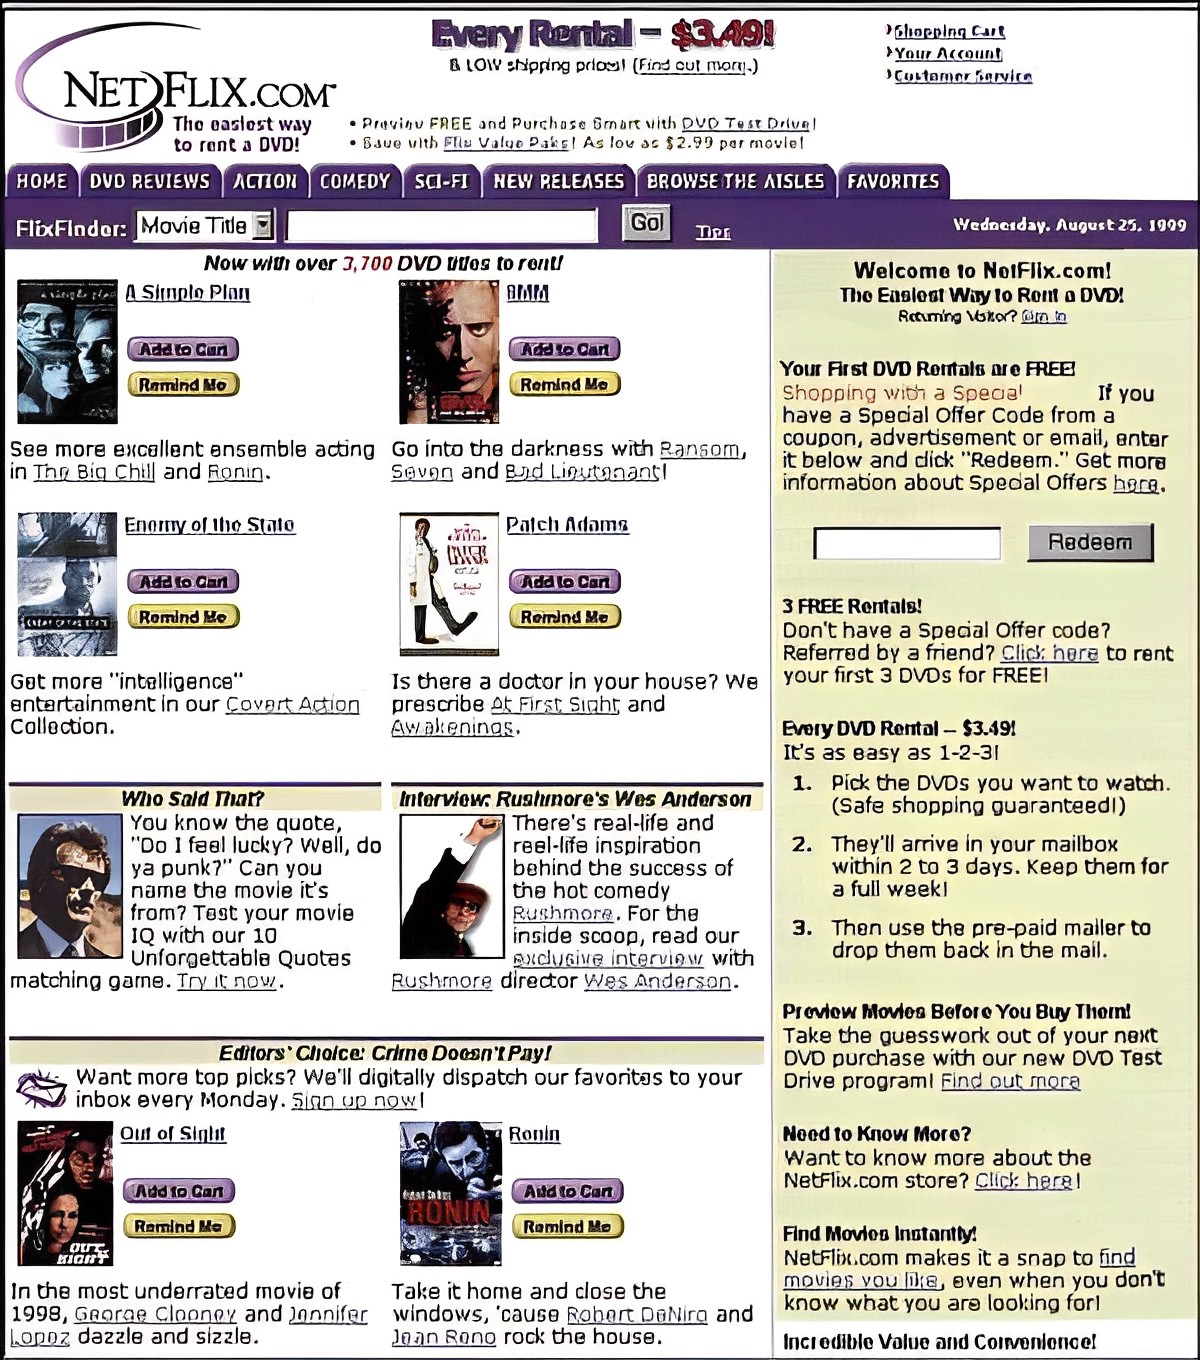 Every Rental – $3.49!
& LOW shipping prices! (Find out more.)
Shopping Cart
Your Account
Customer Service
NETFLIX.COM
The easiest way
to rent a DVD!
• Preview FREE and Purchase Smart with DVD Test Drive!
• Save with Flix Value Paks! As low as $2.99 per movie!
HOME DVD REVIEWS ACTION COMEDY SCI-FI NEW RELEASES BROWSE THE AISLES FAVORITES
FlixFinder: Movie Title Go! Tips Wednesday, August 25, 1999
Now with over 3,700 DVD titles to rent!
A Simple Plan
Add to Cart
Remind Me
See more excellent ensemble acting
in The Big Chill and Ronin.
8MM
Add to Cart
Remind Me
Go into the darkness with Ransom,
Seven and Bad Lieutenant!
Enemy of the State
Add to Cart
Remind Me
Get more "intelligence"
entertainment in our Covert Action
Collection.
Patch Adams
Add to Cart
Remind Me
Is there a doctor in your house? We
prescribe At First Sight and
Awakenings.
Who Said That?
You know the quote,
"Do I feel lucky? Well, do
ya punk?" Can you
name the movie it's
from? Test your movie
IQ with our 10
Unforgettable Quotes
matching game. Try it now.
Interview: Rushmore's Wes Anderson
There's real-life and
reel-life inspiration
behind the success of
the hot comedy
Rushmore. For the
inside scoop, read our
exclusive interview with
Rushmore director Wes Anderson.
Editors' Choice: Crime Doesn't Pay!
Want more top picks? We'll digitally dispatch our favorites to your
inbox every Monday. Sign up now!
Out of Sight
Add to Cart
Remind Me
OUT
SIGHT
In the most underrated movie of
1998, George Clooney and Jennifer
Lopez dazzle and sizzle.
Ronin
Add to Cart
Remind Me
RONIN
Take it home and close the
windows, 'cause Robert DeNiro and
Jean Reno rock the house.
Welcome to NetFlix.com!
The Easiest Way to Rent a DVD!
Returning Visitor? Sign In
Your First DVD Rentals are FREE!
Shopping with a Special If you
have a Special Offer Code from a
coupon, advertisement or email, enter
it below and click "Redeem." Get more
information about Special Offers here.
Redeem
3 FREE Rentals!
Don't have a Special Offer code?
Referred by a friend? Click here to rent
your first 3 DVDs for FREE!
Every DVD Rental – $3.49!
It's as easy as 1-2-3!
1. Pick the DVDs you want to watch.
(Safe shopping guaranteed!)
2. They'll arrive in your mailbox
within 2 to 3 days. Keep them for
a full week!
3. Then use the pre-paid mailer to
drop them back in the mail.
Preview Movies Before You Buy Them!
Take the guesswork out of your next
DVD purchase with our new DVD Test
Drive program! Find out more
Need to Know More?
Want to know more about the
NetFlix.com store? Click here!
Find Movies Instantly!
NetFlix.com makes it a snap to find
movies you like, even when you don't
know what you are looking for!
Incredible Value and Convenience!